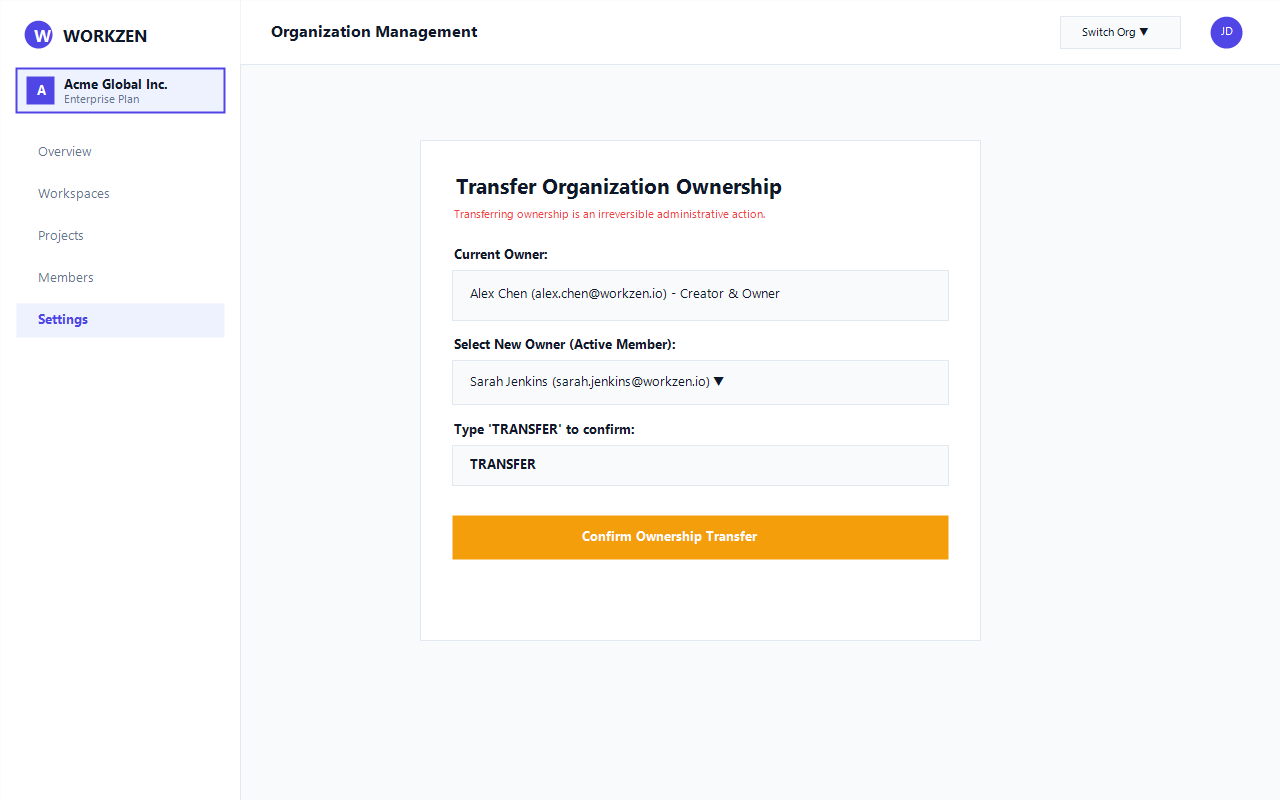 W WORKZEN
Organization Management
Switch Org ▼
JD
A
Acme Global Inc.
Enterprise Plan
Overview
Workspaces
Projects
Members
Settings
Transfer Organization Ownership
Transferring ownership is an irreversible administrative action.
Current Owner:
Alex Chen (alex.chen@workzen.io) - Creator & Owner
Select New Owner (Active Member):
Sarah Jenkins (sarah.jenkins@workzen.io) ▼
Type 'TRANSFER' to confirm:
TRANSFER
Confirm Ownership Transfer